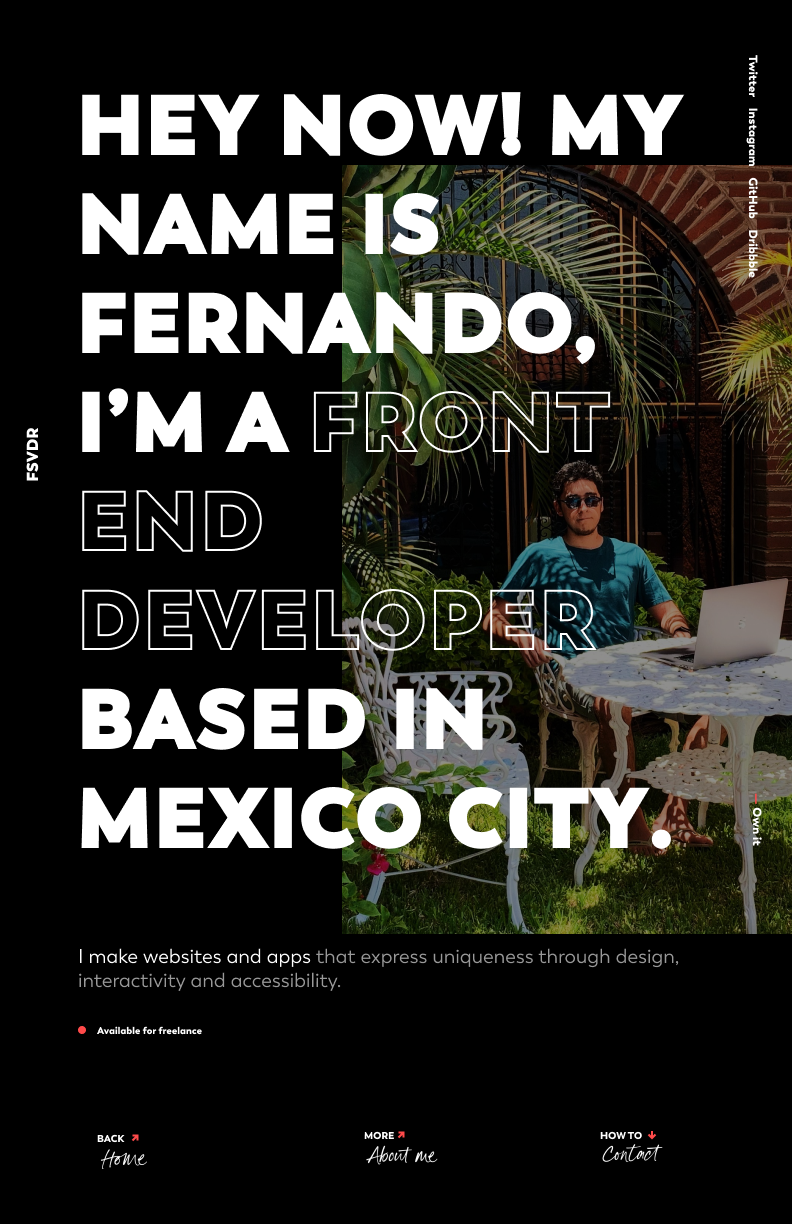 Twitter Instagram GitHub Dribbble
HEY NOW! MY
NAME IS
FERNANDO,
I'M A FRONT
END
DEVELOPER
BASED IN
MEXICO CITY.
FSVDR
— Own it
I make websites and apps that express uniqueness through design,
interactivity and accessibility.
Available for freelance
BACK
Home
MORE
About me
HOW TO
Contact